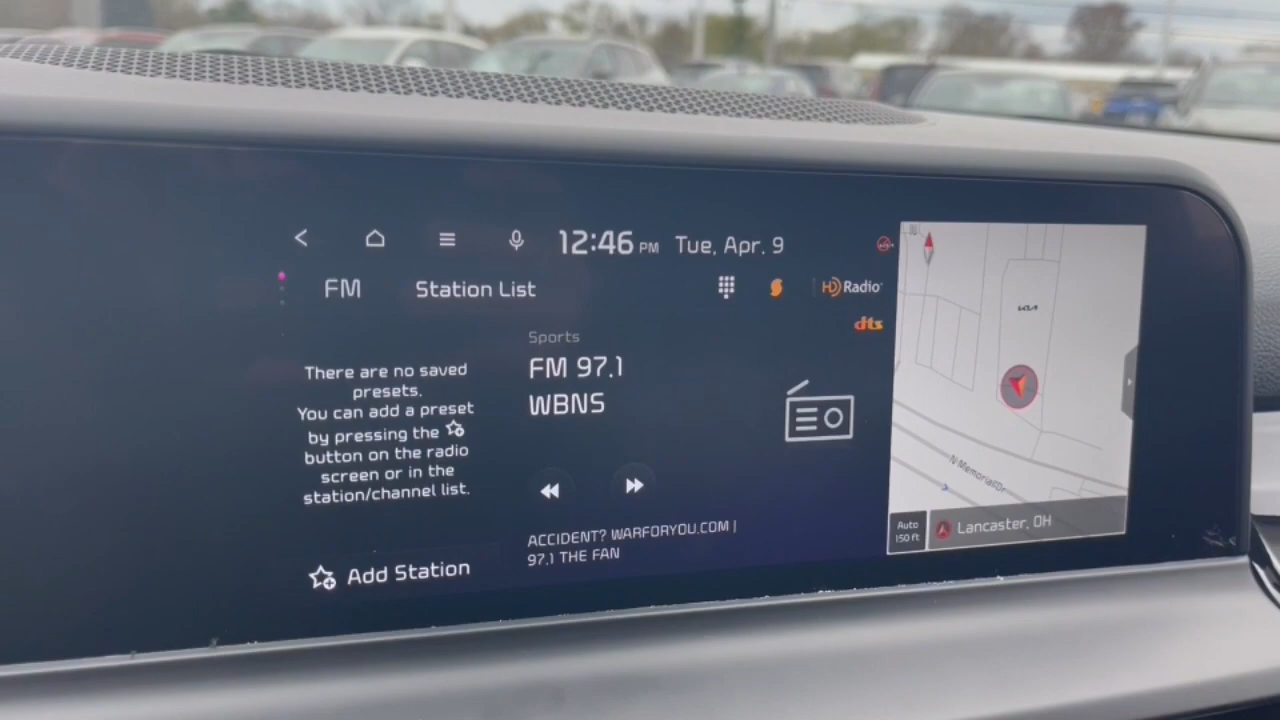 12:46 PM Tue, Apr. 9
FM Station List HD Radio
dts
Sports
FM 97.1
WBNS
There are no saved
presets.
You can add a preset
by pressing the
button on the radio
screen or in the
station/channel list.
ACCIDENT? WARFORYOU.COM |
97.1 THE FAN
Add Station
KIA
N Memorial Dr
Auto
150 ft
Lancaster, OH